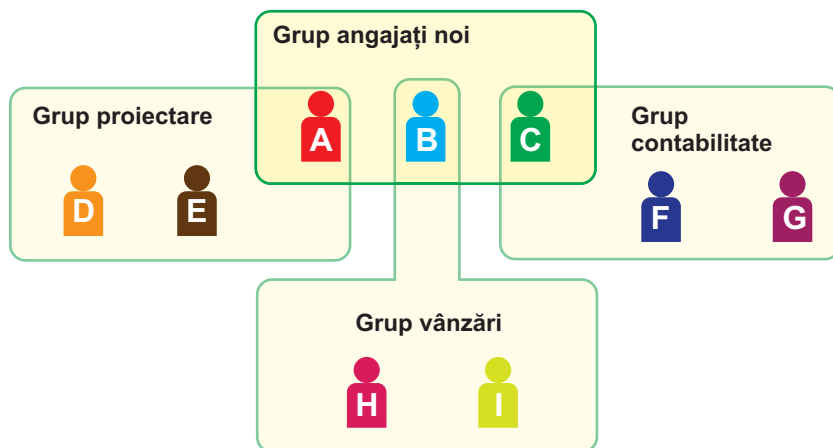 Grup angajați noi
Grup proiectare
A
B
C
Grup
contabilitate
D
E
F
G
Grup vânzări
H
I